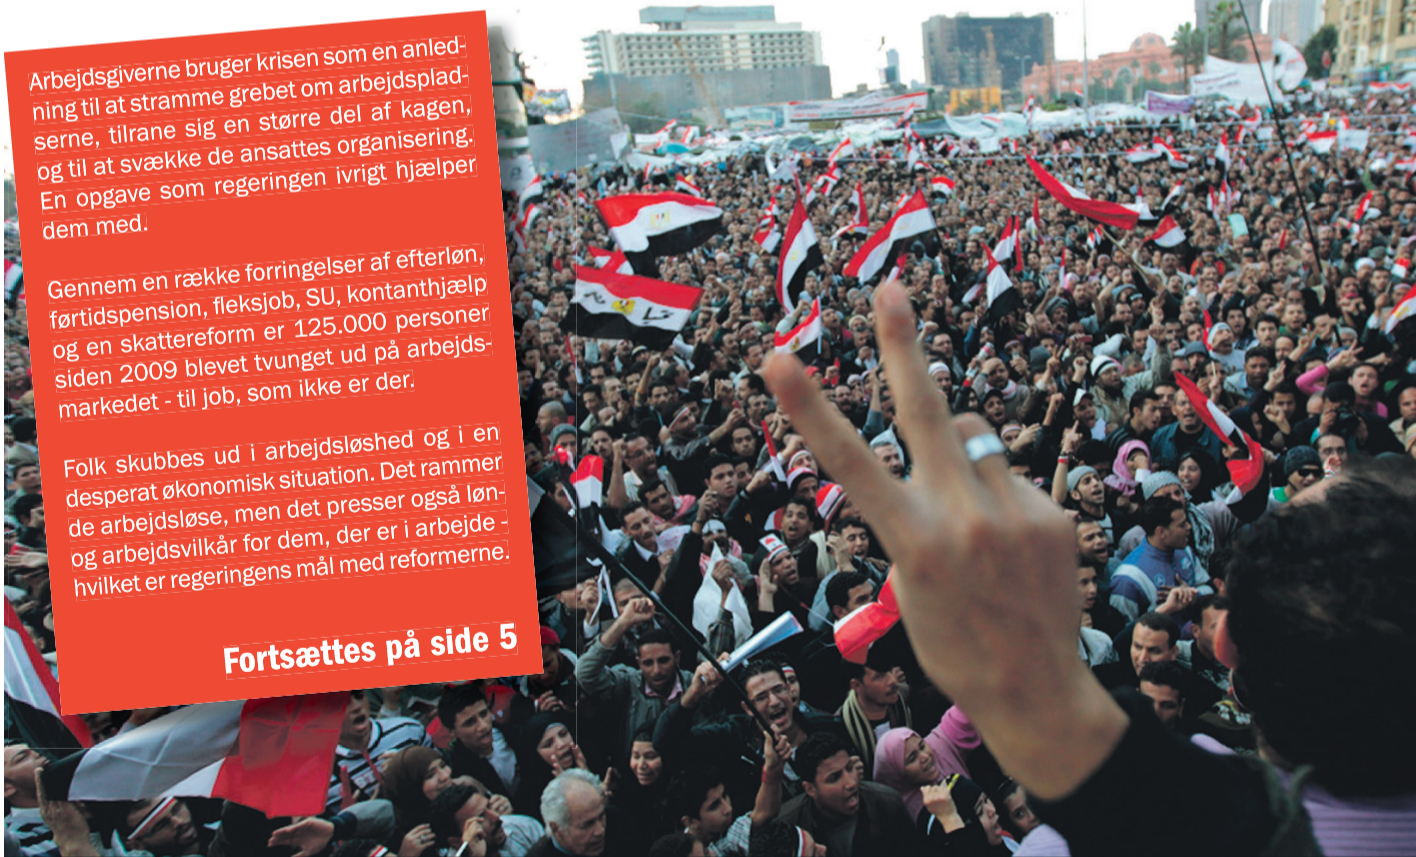 Arbejdsgiverne bruger krisen som en anled-
ning til at stramme grebet om arbejdsplad-
serne, tilrane sig en større del af kagen,
og til at svække de ansattes organisering.
En opgave som regeringen ivrigt hjælper
dem med.
Gennem en række forringelser af efterløn,
førtidspension, fleksjob, SU, kontanthjælp
og en skattereform er 125.000 personer
siden 2009 blevet tvunget ud på arbejds-
markedet - til job, som ikke er der.
Folk skubbes ud i arbejdsløshed og i en
desperat økonomisk situation. Det rammer
de arbejdsløse, men det presser også løn-
og arbejdsvilkår for dem, der er i arbejde -
hvilket er regeringens mål med reformerne.
Fortsættes på side 5